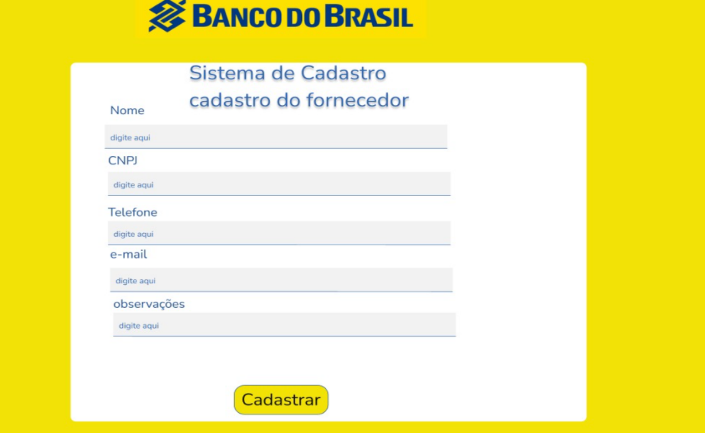 BANCO DO BRASIL
Sistema de Cadastro
cadastro do fornecedor
Nome
digite aqui
CNPJ
digite aqui
Telefone
digite aqui
e-mail
digite aqui
observações
digite aqui
Cadastrar